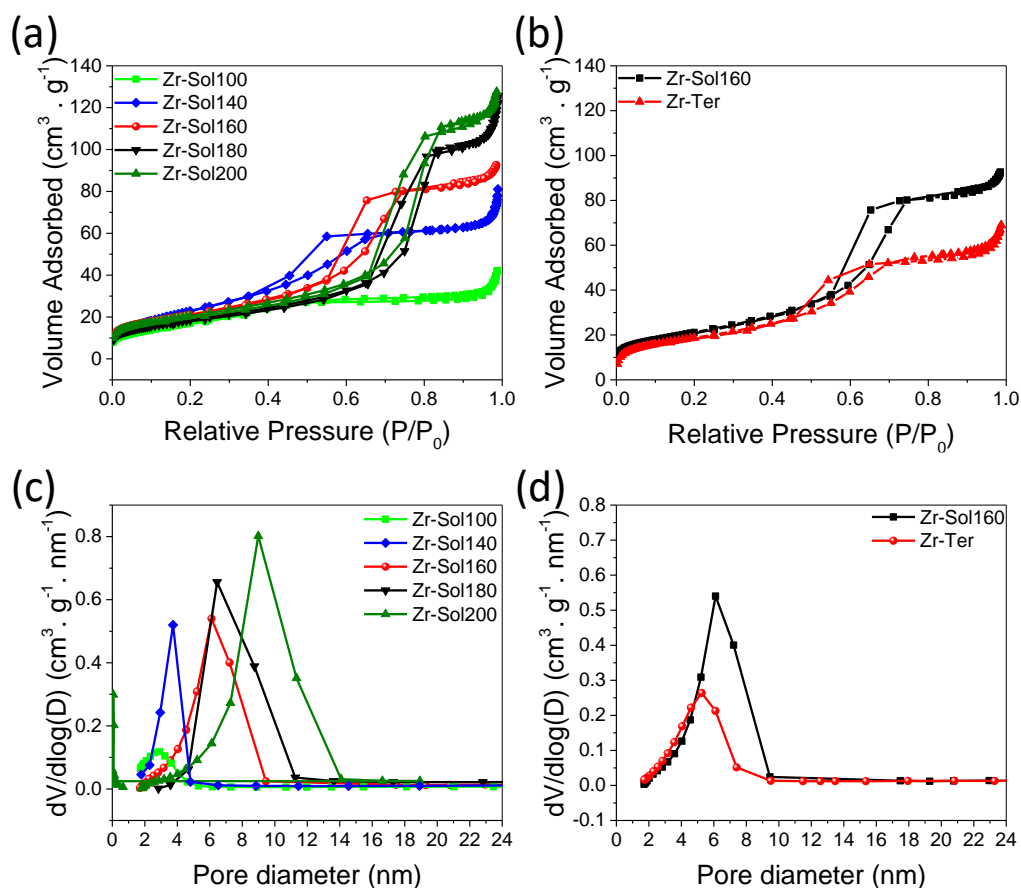 (a)
Volume Adsorbed (cm³ . g⁻¹)
140
120
100
80
60
40
20
0
Zr-Sol100
Zr-Sol140
Zr-Sol160
Zr-Sol180
Zr-Sol200
0.0 0.2 0.4 0.6 0.8 1.0
Relative Pressure (P/P₀)
(b)
Volume Adsorbed (cm³ . g⁻¹)
140
120
100
80
60
40
20
0
Zr-Sol160
Zr-Ter
0.0 0.2 0.4 0.6 0.8 1.0
Relative Pressure (P/P₀)
(c)
dV/dlog(D) (cm³ . g⁻¹ . nm⁻¹)
0.8
0.6
0.4
0.2
0.0
Zr-Sol100
Zr-Sol140
Zr-Sol160
Zr-Sol180
Zr-Sol200
0 2 4 6 8 10 12 14 16 18 20 22 24
Pore diameter (nm)
(d)
dV/dlog(D) (cm³ . g⁻¹ . nm⁻¹)
0.8
0.7
0.6
0.5
0.4
0.3
0.2
0.1
0.0
-0.1
Zr-Sol160
Zr-Ter
0 2 4 6 8 10 12 14 16 18 20 22 24
Pore diameter (nm)